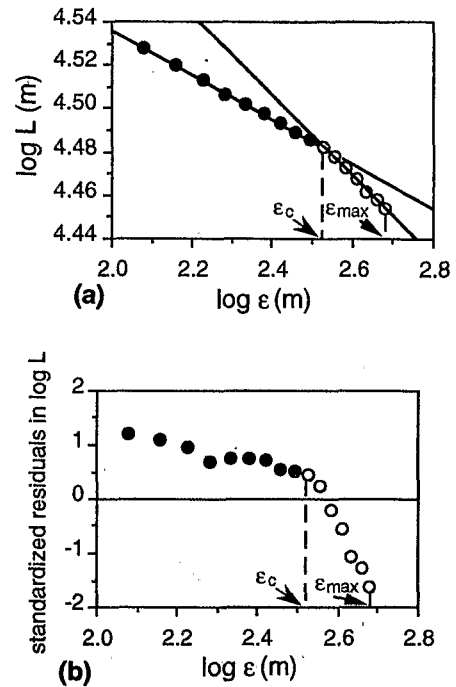 4.54
4.52
4.50
4.48
4.46
4.44
log L (m)
εc
εmax
2.0 2.2 2.4 2.6 2.8
(a) log ε (m)
2
1
0
-1
-2
standardized residuals in log L
εc
εmax
2.0 2.2 2.4 2.6 2.8
(b) log ε (m)